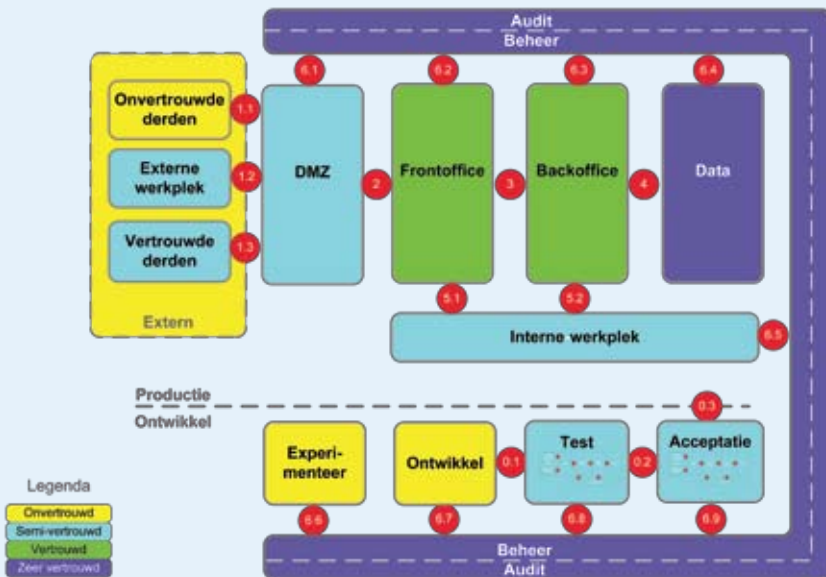 Audit
Beheer
6.1
6.2
6.3
6.4
Onvertrouwde
derden
1.1
Externe
werkplek
1.2
Vertrouwde
derden
1.3
Extern
DMZ
2
Frontoffice
3
Backoffice
4
Data
5.1
5.2
Interne werkplek
6.5
Productie
Ontwikkel
0.3
Experi-
menteer
Ontwikkel
0.1
Test
0.2
Acceptatie
6.6
6.7
6.8
6.9
Legenda
Onvertrouwd
Semi-vertrouwd
Vertrouwd
Zeer vertrouwd
Beheer
Audit